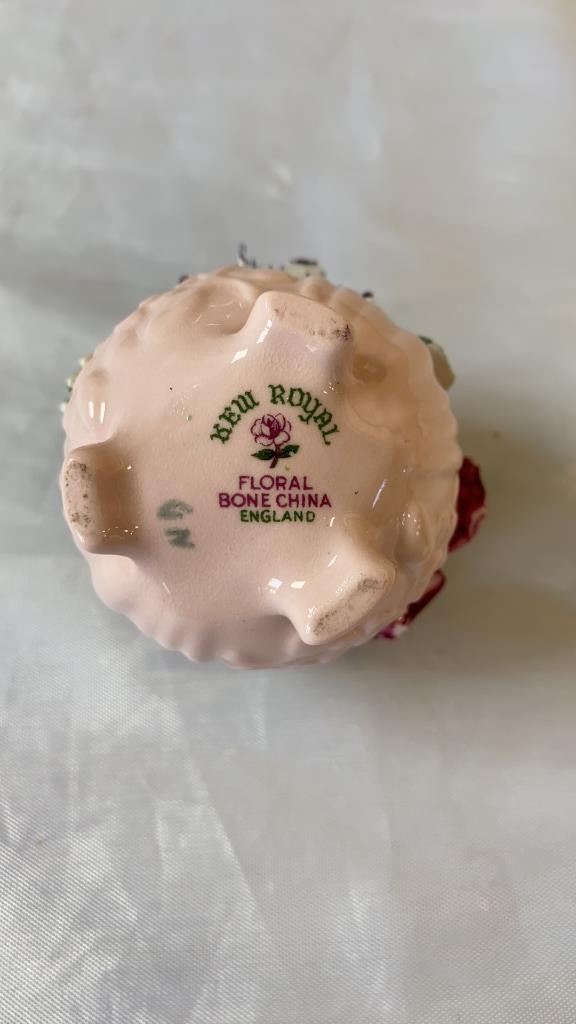 KEW ROYAL
FLORAL
BONE CHINA
ENGLAND